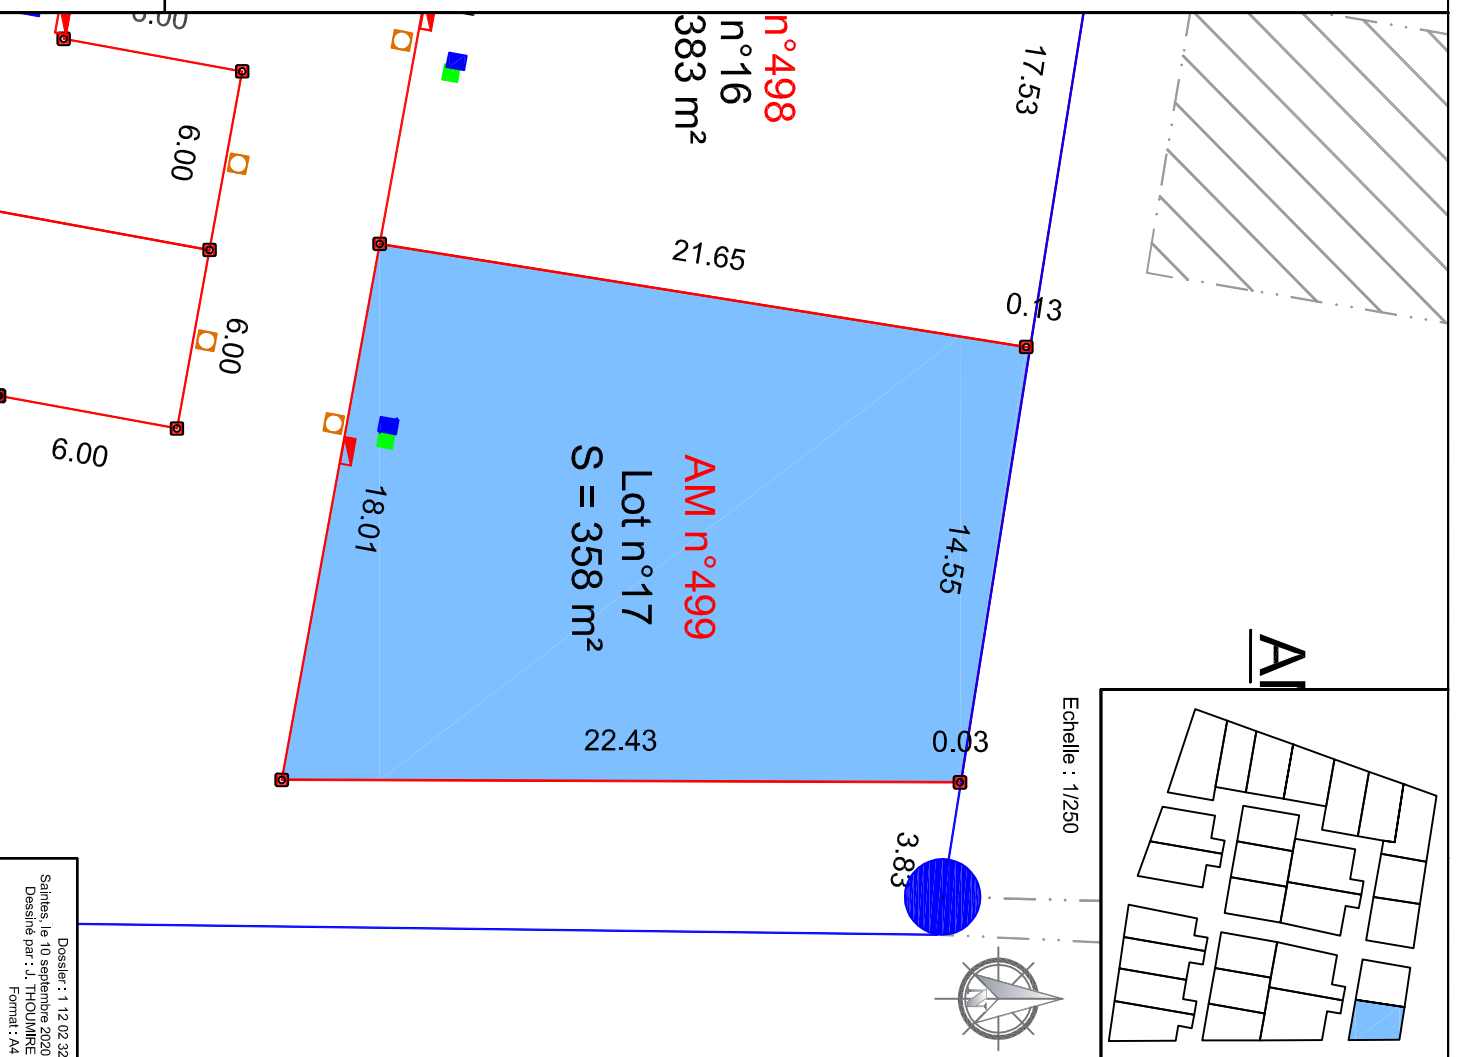 6.00
n°498
n°16
383 m²
17.53
6.00
21.65
0.13
6.00
6.00
AM n°499
Lot n°17
S = 358 m²
18.01
14.55
22.43
0.03
3.83
Echelle : 1/250
Dossier : 1 12 02 32
Saintes, le 10 septembre 2020
Dessiné par : J. THOUMIRE
Format : A4
N